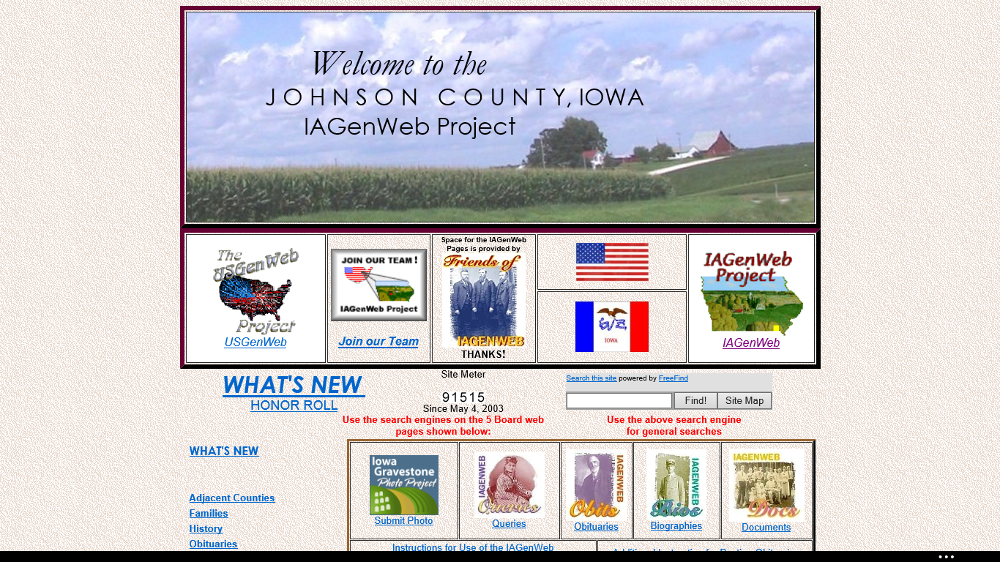 Welcome to the
JOHNSON COUNTY, IOWA
IAGenWeb Project
The
USGenWeb
Project
USGenWeb
JOIN OUR TEAM !
IAGenWeb Project
Join our Team
Space for the IAGenWeb
Pages is provided by
Friends of
IAGENWEB
THANKS!
IOWA
IAGenWeb
Project
IAGenWeb
WHAT'S NEW
HONOR ROLL
Site Meter
91515
Since May 4, 2003
Search this site powered by FreeFind
Find!
Site Map
Use the search engines on the 5 Board web
pages shown below:
Use the above search engine
for general searches
WHAT'S NEW
Adjacent Counties
Families
History
Obituaries
Iowa
Gravestone
Photo Project
Submit Photo
IAGENWEB
Queries
Queries
IAGENWEB
Obits
Obituaries
IAGENWEB
Bios
Biographies
IAGENWEB
Docs
Documents
Instructions for Use of the IAGenWeb